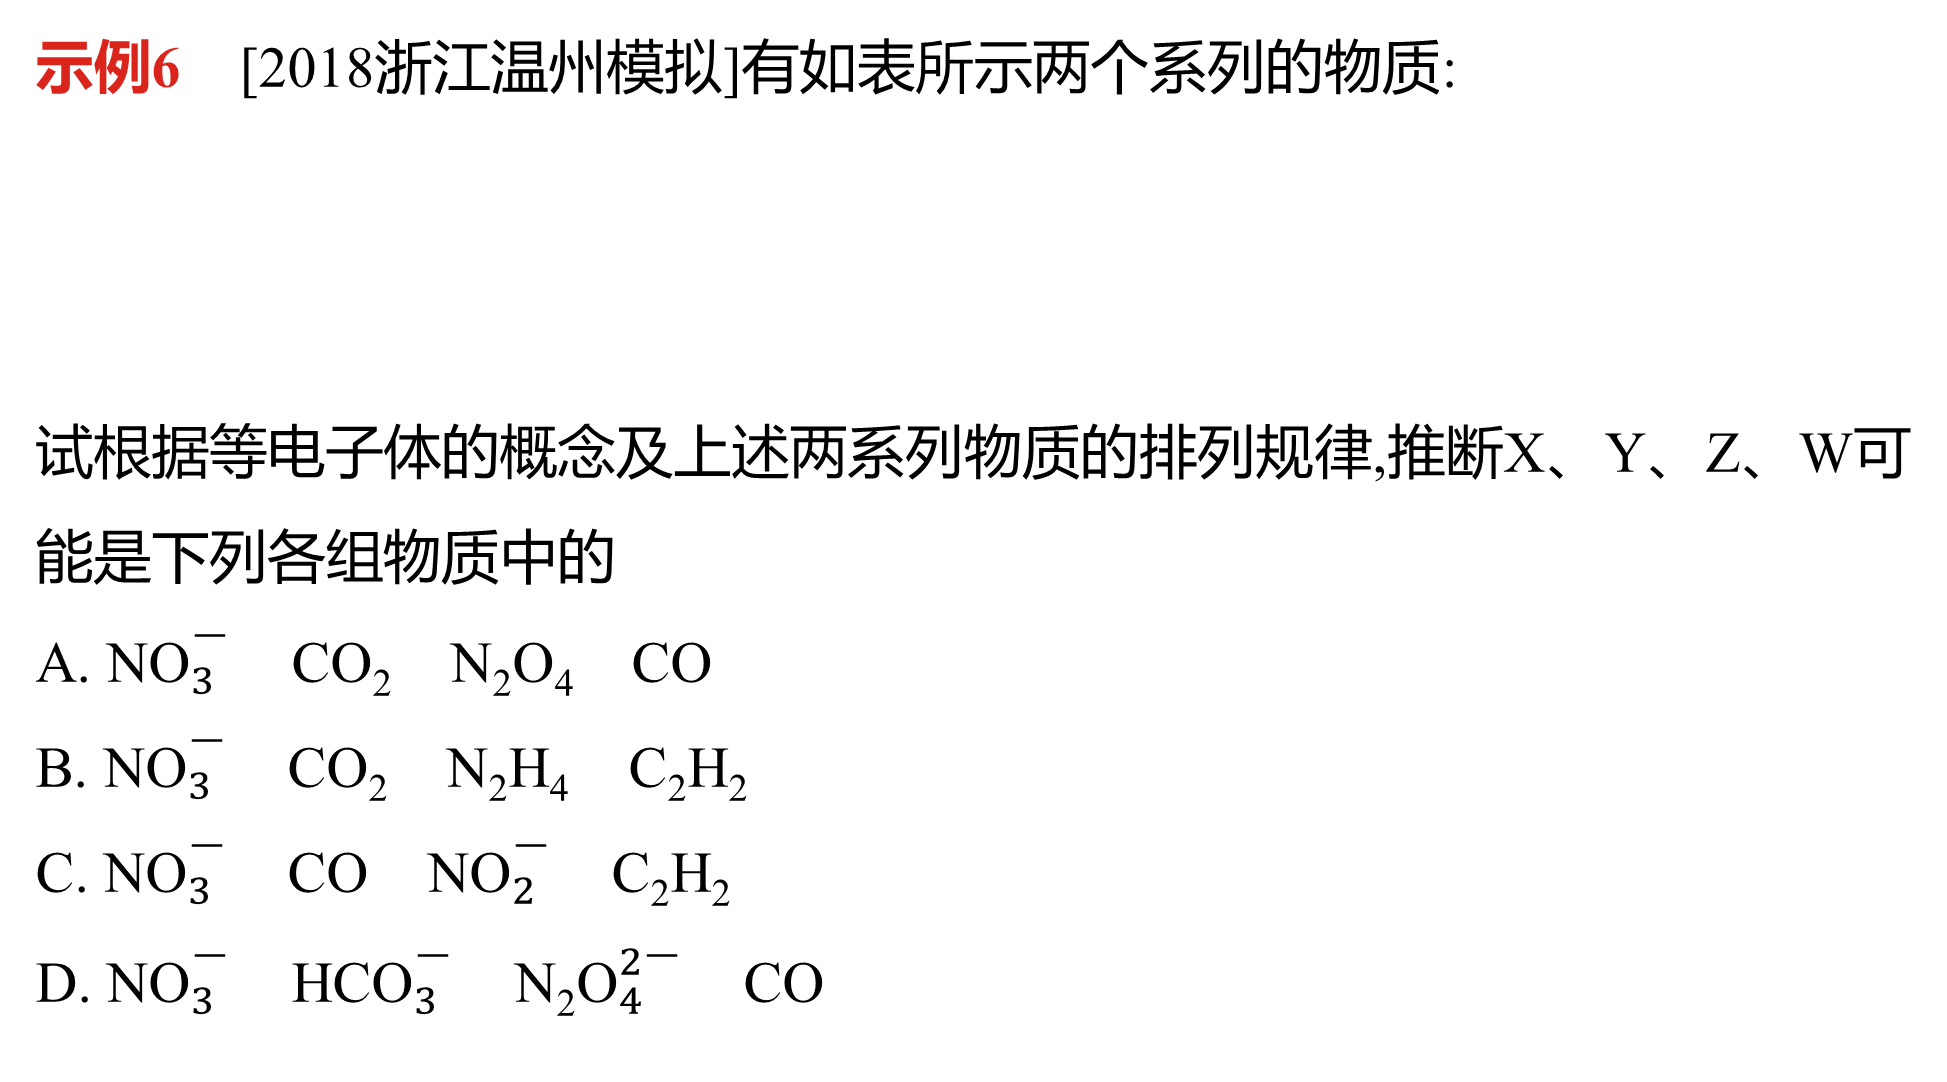 示例6 [2018浙江温州模拟]有如表所示两个系列的物质:
试根据等电子体的概念及上述两系列物质的排列规律,推断X、Y、Z、W可
能是下列各组物质中的
A. NO₃⁻ CO₂ N₂O₄ CO
B. NO₃⁻ CO₂ N₂H₄ C₂H₂
C. NO₃⁻ CO NO₂⁻ C₂H₂
D. NO₃⁻ HCO₃⁻ N₂O₄²⁻ CO